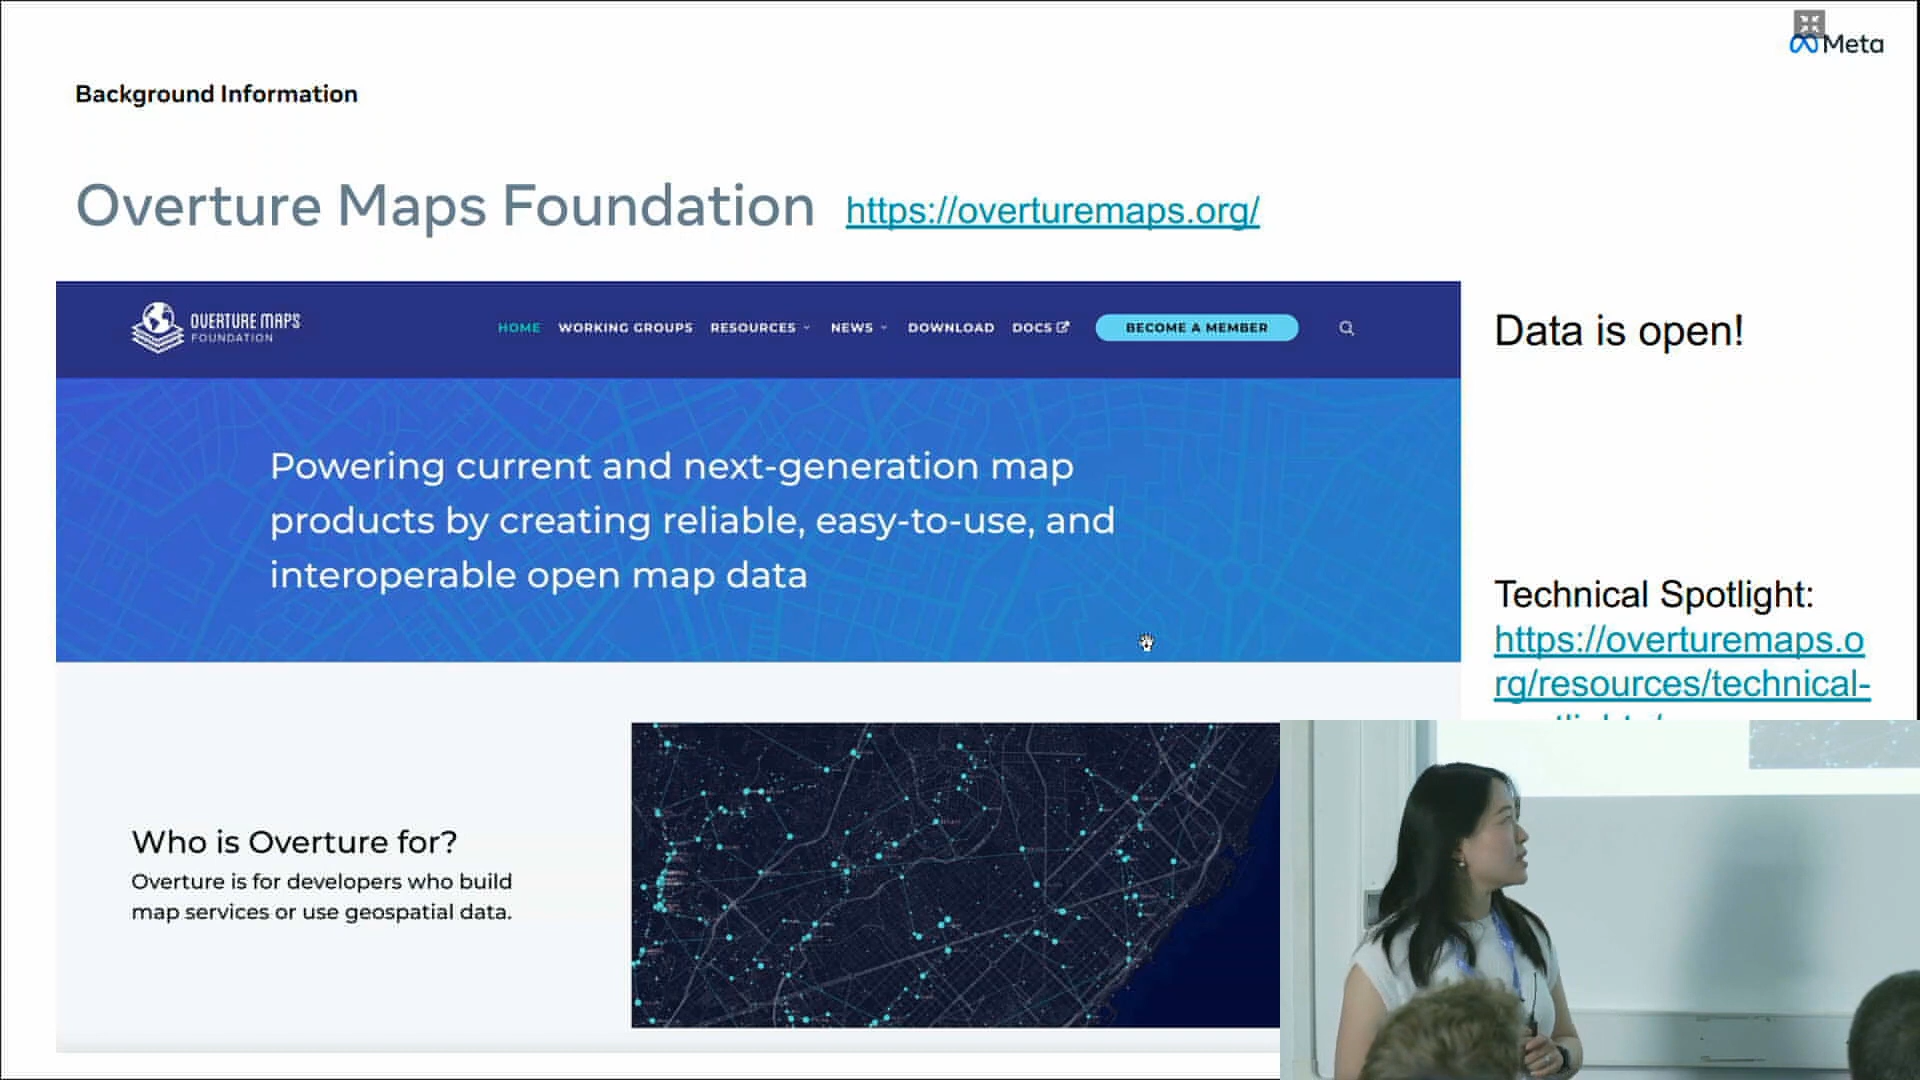 Meta
Background Information
Overture Maps Foundation https://overturemaps.org/
OVERTURE MAPS
FOUNDATION
HOME WORKING GROUPS RESOURCES NEWS DOWNLOAD DOCS BECOME A MEMBER
Data is open!
Powering current and next-generation map
products by creating reliable, easy-to-use, and
interoperable open map data
Technical Spotlight:
https://overturemaps.o
rg/resources/technical-
Who is Overture for?
Overture is for developers who build
map services or use geospatial data.